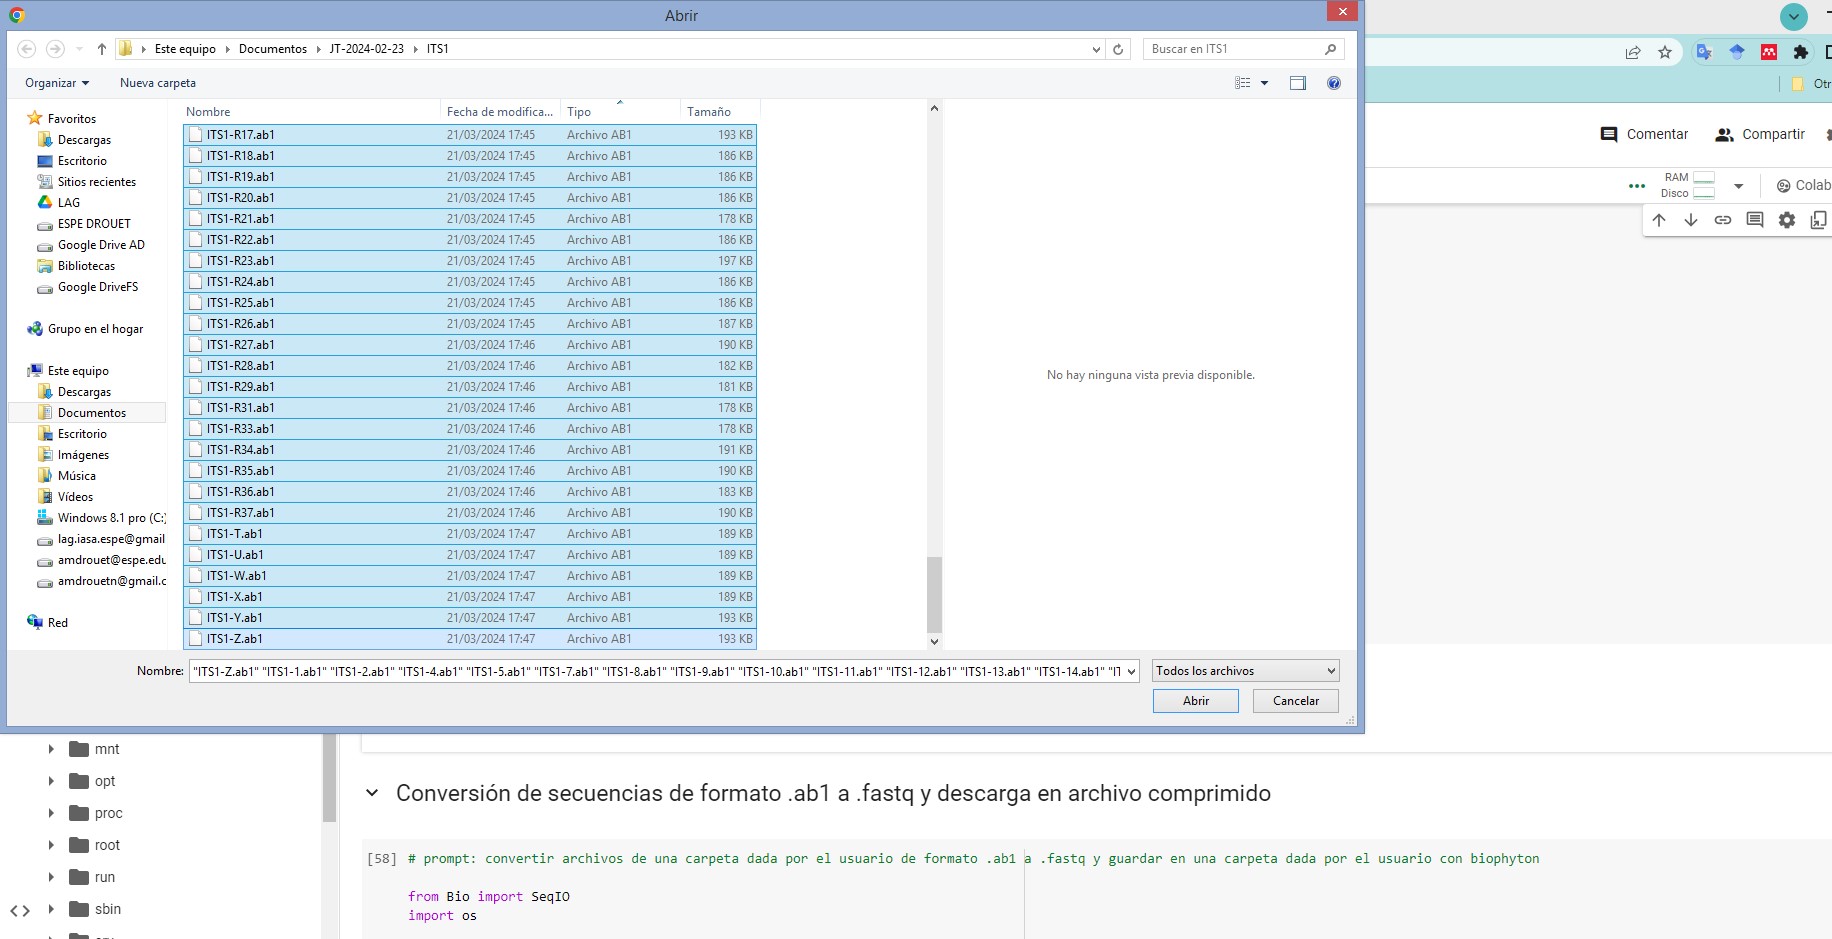 Abrir
Este equipo
Documentos
JT-2024-02-23
ITS1
Buscar en ITS1
Organizar
Nueva carpeta
Nombre
Fecha de modifica...
Tipo
Tamaño
Favoritos
Descargas
Escritorio
Sitios recientes
LAG
ESPE DROUET
Google Drive AD
Bibliotecas
Google DriveFS
Grupo en el hogar
Este equipo
Descargas
Documentos
Escritorio
Imágenes
Música
Vídeos
Windows 8.1 pro (C:)
lag.iasa.espe@gmail
amdrouet@espe.edu
amdrouetn@gmail.c
Red
ITS1-R17.ab1 21/03/2024 17:45 Archivo AB1 193 KB
ITS1-R18.ab1 21/03/2024 17:45 Archivo AB1 186 KB
ITS1-R19.ab1 21/03/2024 17:45 Archivo AB1 186 KB
ITS1-R20.ab1 21/03/2024 17:45 Archivo AB1 186 KB
ITS1-R21.ab1 21/03/2024 17:45 Archivo AB1 178 KB
ITS1-R22.ab1 21/03/2024 17:45 Archivo AB1 186 KB
ITS1-R23.ab1 21/03/2024 17:45 Archivo AB1 197 KB
ITS1-R24.ab1 21/03/2024 17:45 Archivo AB1 186 KB
ITS1-R25.ab1 21/03/2024 17:45 Archivo AB1 186 KB
ITS1-R26.ab1 21/03/2024 17:45 Archivo AB1 187 KB
ITS1-R27.ab1 21/03/2024 17:46 Archivo AB1 190 KB
ITS1-R28.ab1 21/03/2024 17:46 Archivo AB1 182 KB
ITS1-R29.ab1 21/03/2024 17:46 Archivo AB1 181 KB
ITS1-R31.ab1 21/03/2024 17:46 Archivo AB1 178 KB
ITS1-R33.ab1 21/03/2024 17:46 Archivo AB1 178 KB
ITS1-R34.ab1 21/03/2024 17:46 Archivo AB1 191 KB
ITS1-R35.ab1 21/03/2024 17:46 Archivo AB1 190 KB
ITS1-R36.ab1 21/03/2024 17:46 Archivo AB1 183 KB
ITS1-R37.ab1 21/03/2024 17:46 Archivo AB1 190 KB
ITS1-T.ab1 21/03/2024 17:47 Archivo AB1 189 KB
ITS1-U.ab1 21/03/2024 17:47 Archivo AB1 189 KB
ITS1-W.ab1 21/03/2024 17:47 Archivo AB1 189 KB
ITS1-X.ab1 21/03/2024 17:47 Archivo AB1 189 KB
ITS1-Y.ab1 21/03/2024 17:47 Archivo AB1 193 KB
ITS1-Z.ab1 21/03/2024 17:47 Archivo AB1 193 KB
No hay ninguna vista previa disponible.
Nombre: "ITS1-Z.ab1" "ITS1-1.ab1" "ITS1-2.ab1" "ITS1-4.ab1" "ITS1-5.ab1" "ITS1-7.ab1" "ITS1-8.ab1" "ITS1-9.ab1" "ITS1-10.ab1" "ITS1-11.ab1" "ITS1-12.ab1" "ITS1-13.ab1" "ITS1-14.ab1" "IT
Todos los archivos
Abrir
Cancelar
Otr
Comentar
Compartir
RAM
Disco
Colab
mnt
opt
proc
root
run
sbin
Conversión de secuencias de formato .ab1 a .fastq y descarga en archivo comprimido
[58] # prompt: convertir archivos de una carpeta dada por el usuario de formato .ab1 a .fastq y guardar en una carpeta dada por el usuario con biophyton
from Bio import SeqIO
import os